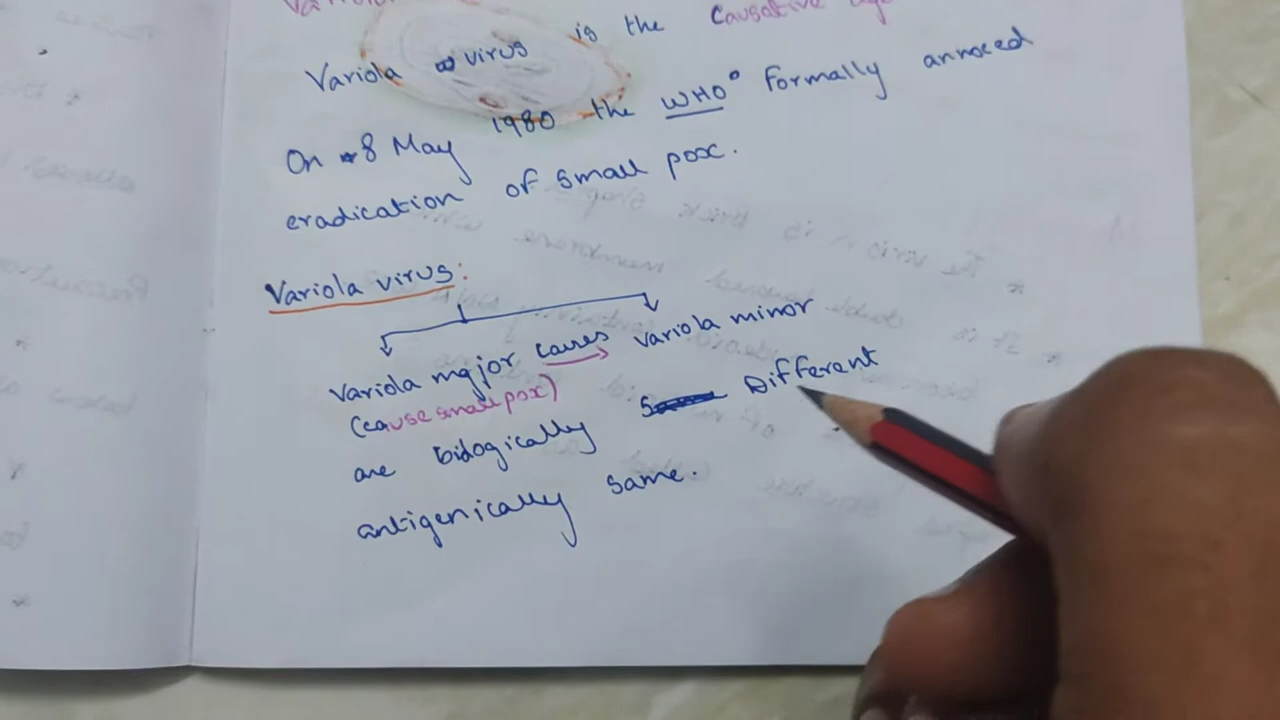 Variola virus is the causative
On 8 May 1980 the WHO formally annoced
eradication of small pox.
Variola virus:
Variola major causes variola minor
(cause small pox)
are biologically Different
antigenically same.